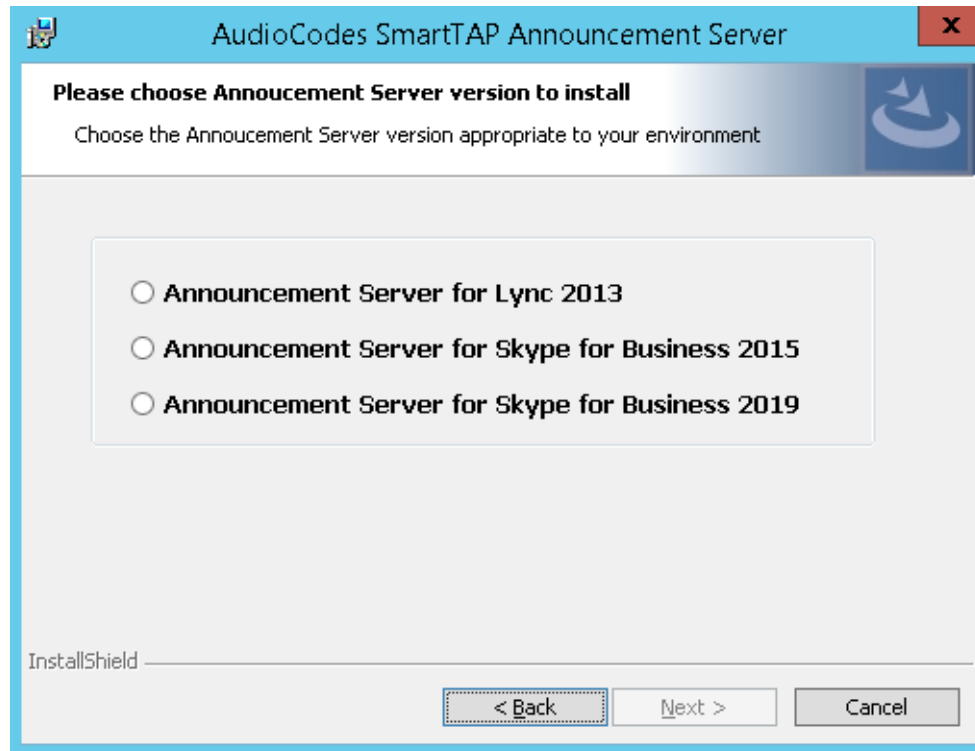 AudioCodes SmartTAP Announcement Server
x
Please choose Annoucement Server version to install
Choose the Annoucement Server version appropriate to your environment
Announcement Server for Lync 2013
Announcement Server for Skype for Business 2015
Announcement Server for Skype for Business 2019
InstallShield
< Back Next > Cancel